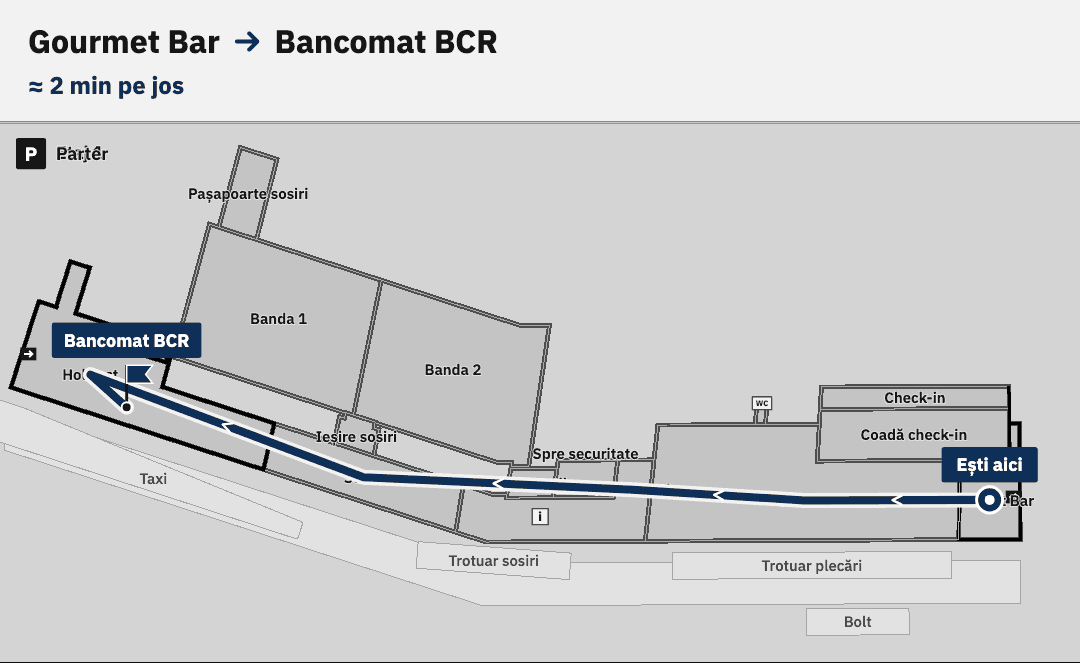 Gourmet Bar → Bancomat BCR
≈ 2 min pe jos
P
Pașapoarte sosiri
Banda 1
Bancomat BCR
Banda 2
wc
Check-in
Coadă check-in
Ieșire sosiri
Spre securitate
Ești aici
Bar
Taxi
i
Trotuar sosiri
Trotuar plecări
Bolt